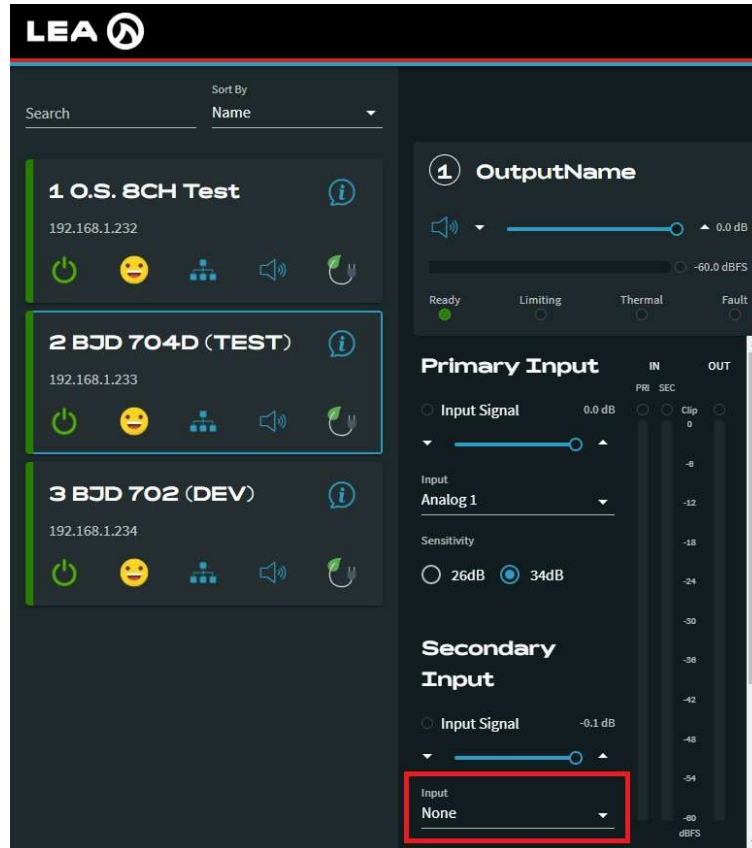 LEA
Sort By
Search
Name
1 O.S. 8CH Test
192.168.1.232
2 BJD 704D (TEST)
192.168.1.233
3 BJD 702 (DEV)
192.168.1.234
1 OutputName
0.0 dB
-60.0 dBFS
Ready Limiting Thermal Fault
Primary Input
Input Signal 0.0 dB
Input
Analog 1
Sensitivity
26dB 34dB
Secondary
Input
Input Signal -0.1 dB
Input
None
IN OUT
PRI SEC
Clip
0
-6
-12
-18
-24
-30
-36
-42
-48
-54
-60
dBFS